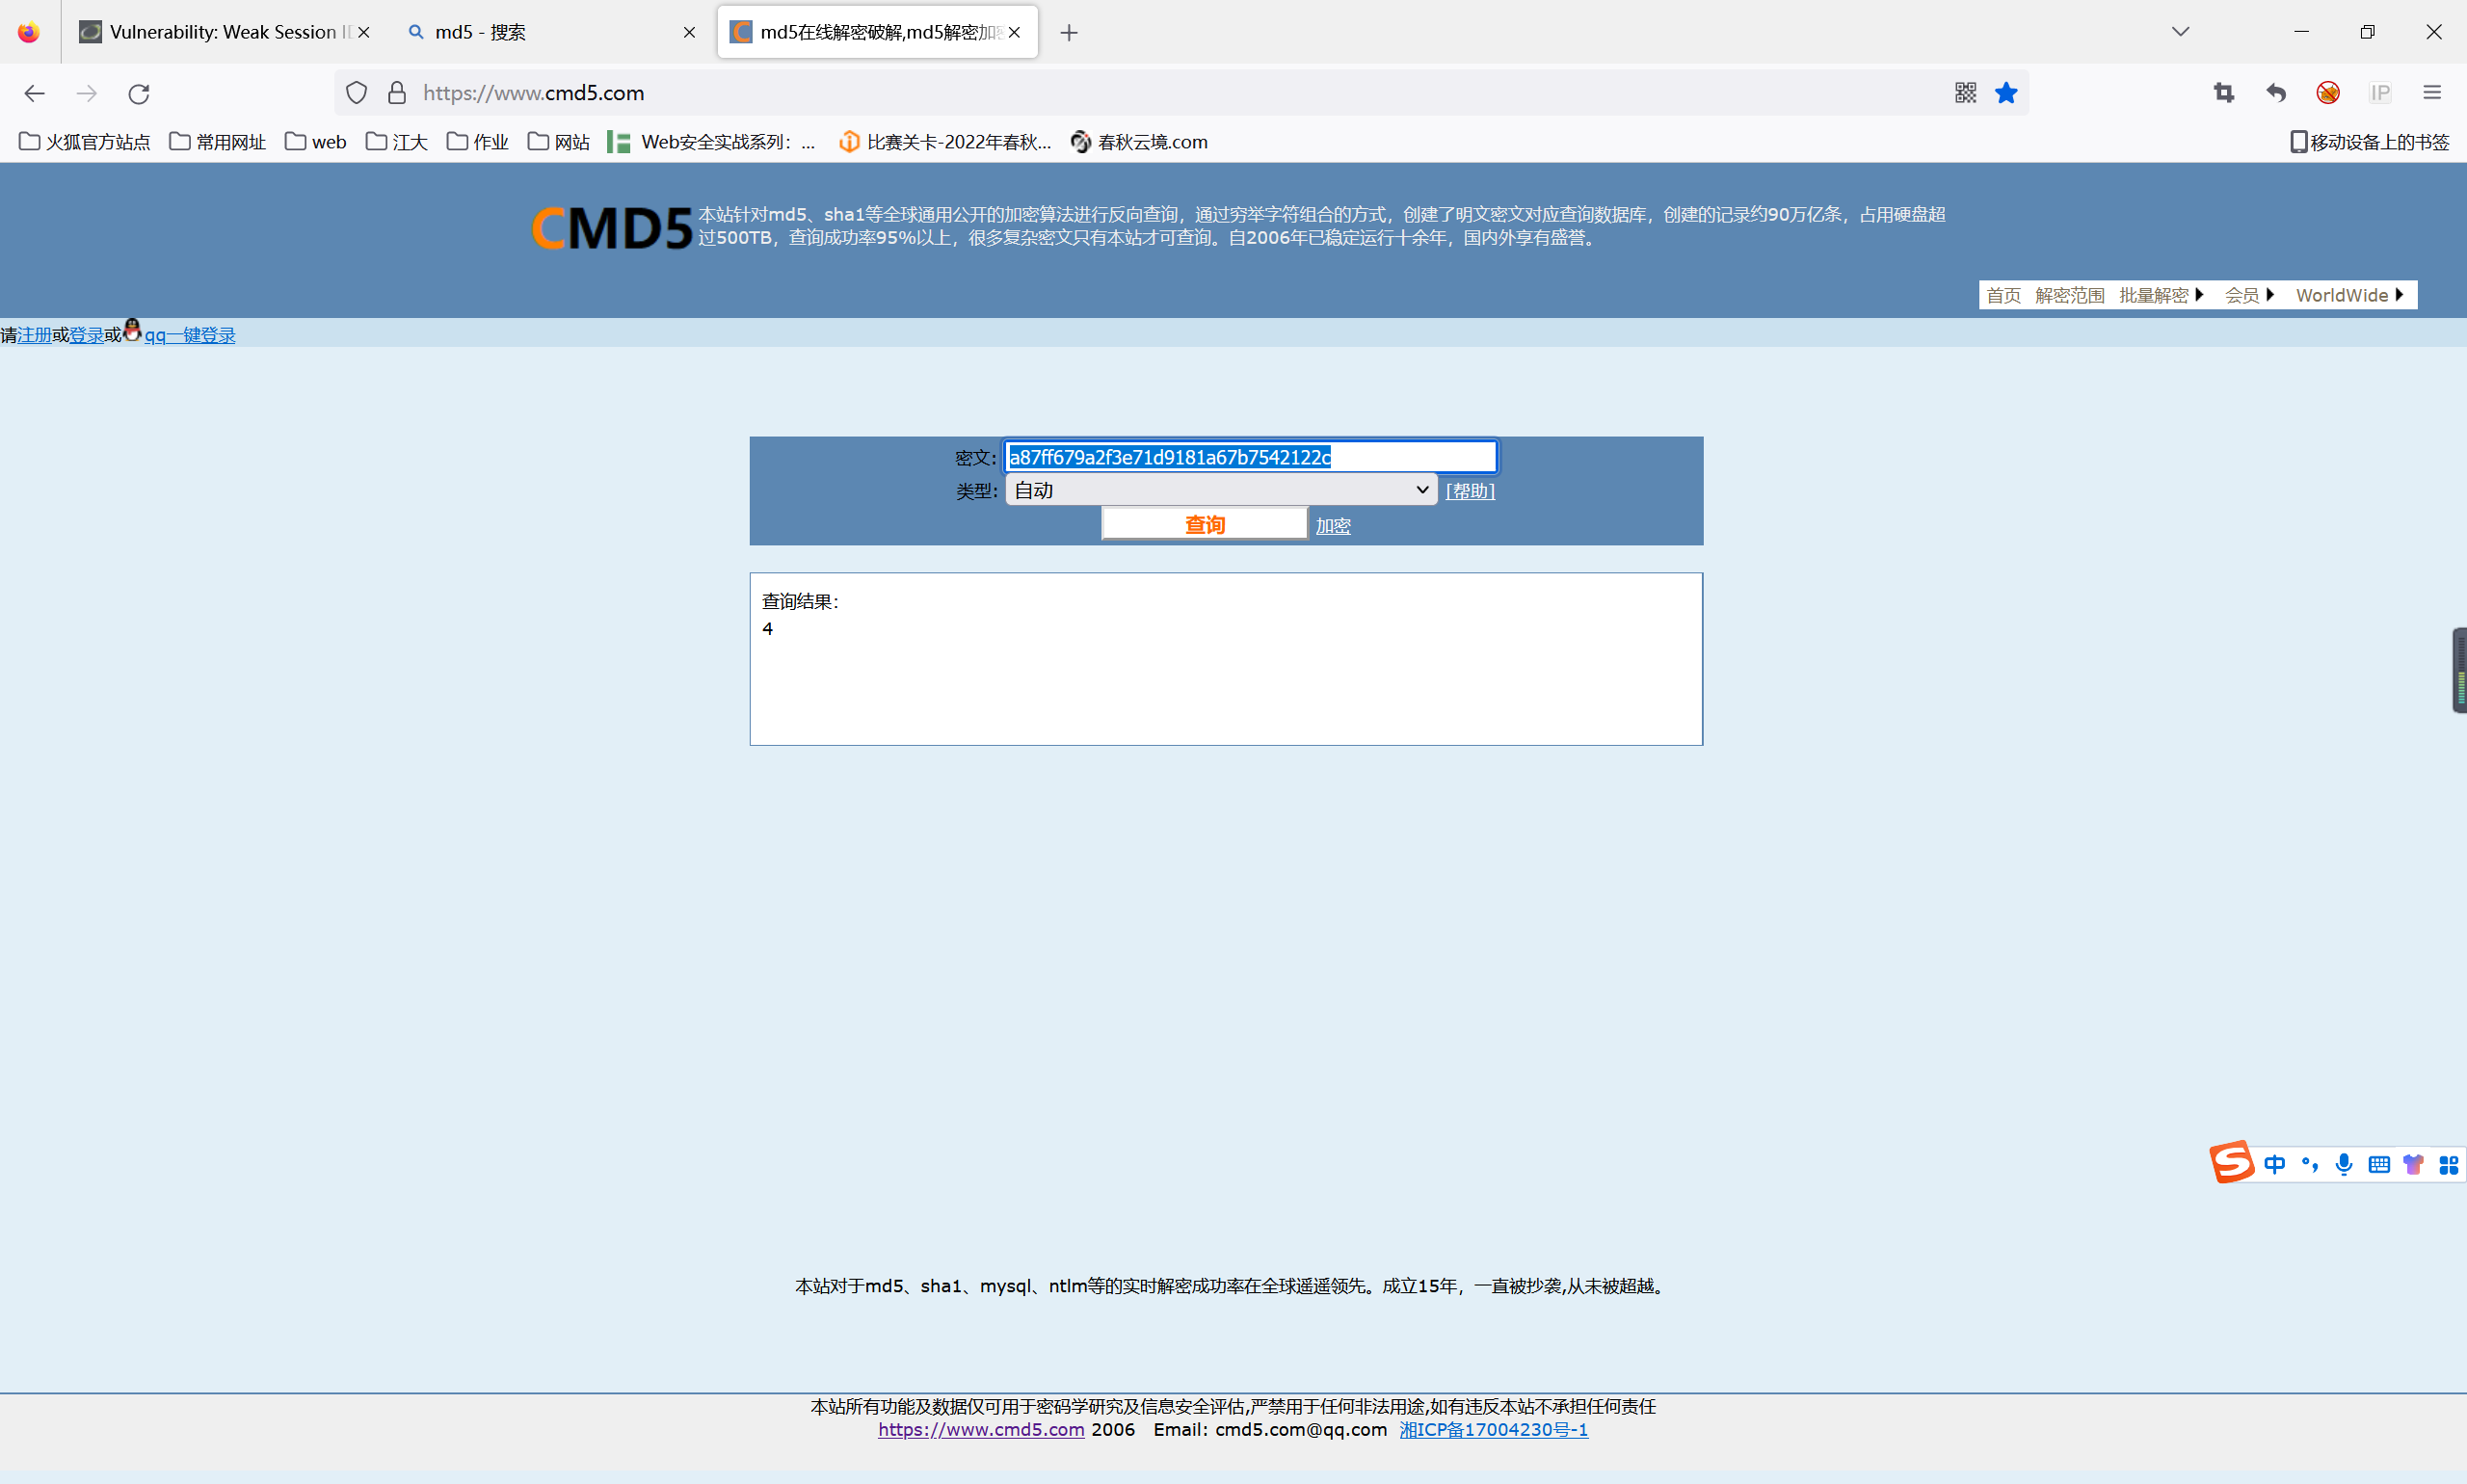 Vulnerability: Weak Session I
md5 - 搜索
md5在线解密破解,md5解密加
https://www.cmd5.com
IP
火狐官方站点
常用网址
web
江大
作业
网站
Web安全实战系列：...
比赛关卡-2022年春秋...
春秋云境.com
移动设备上的书签
CMD5
本站针对md5、sha1等全球通用公开的加密算法进行反向查询，通过穷举字符组合的方式，创建了明文密文对应查询数据库，创建的记录约90万亿条，占用硬盘超
过500TB，查询成功率95%以上，很多复杂密文只有本站才可查询。自2006年已稳定运行十余年，国内外享有盛誉。
首页 解密范围 批量解密 会员 WorldWide
请注册或登录或qq一键登录
密文: a87ff679a2f3e71d9181a67b7542122c
类型: 自动 [帮助]
查询 加密
查询结果：
4
中
本站对于md5、sha1、mysql、ntlm等的实时解密成功率在全球遥遥领先。成立15年，一直被抄袭,从未被超越。
本站所有功能及数据仅可用于密码学研究及信息安全评估,严禁用于任何非法用途,如有违反本站不承担任何责任
https://www.cmd5.com 2006 Email: cmd5.com@qq.com 湘ICP备17004230号-1